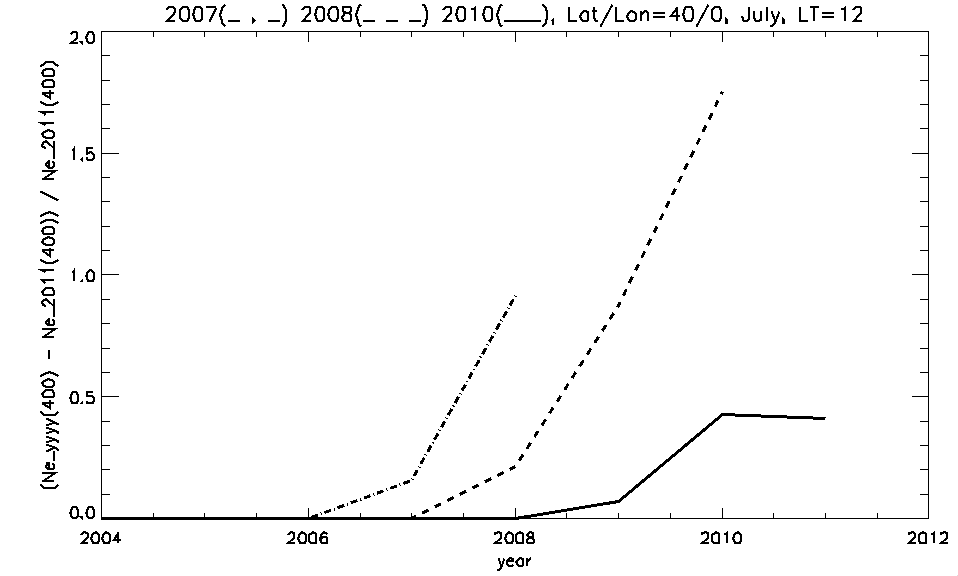 2007(_ . _) 2008(_ _ _) 2010(___), Lat/Lon=40/0, July, LT=12
(Ne_yyyy(400) - Ne_2011(400)) / Ne_2011(400)
2.0
1.5
1.0
0.5
0.0
2004 2006 2008 2010 2012
year